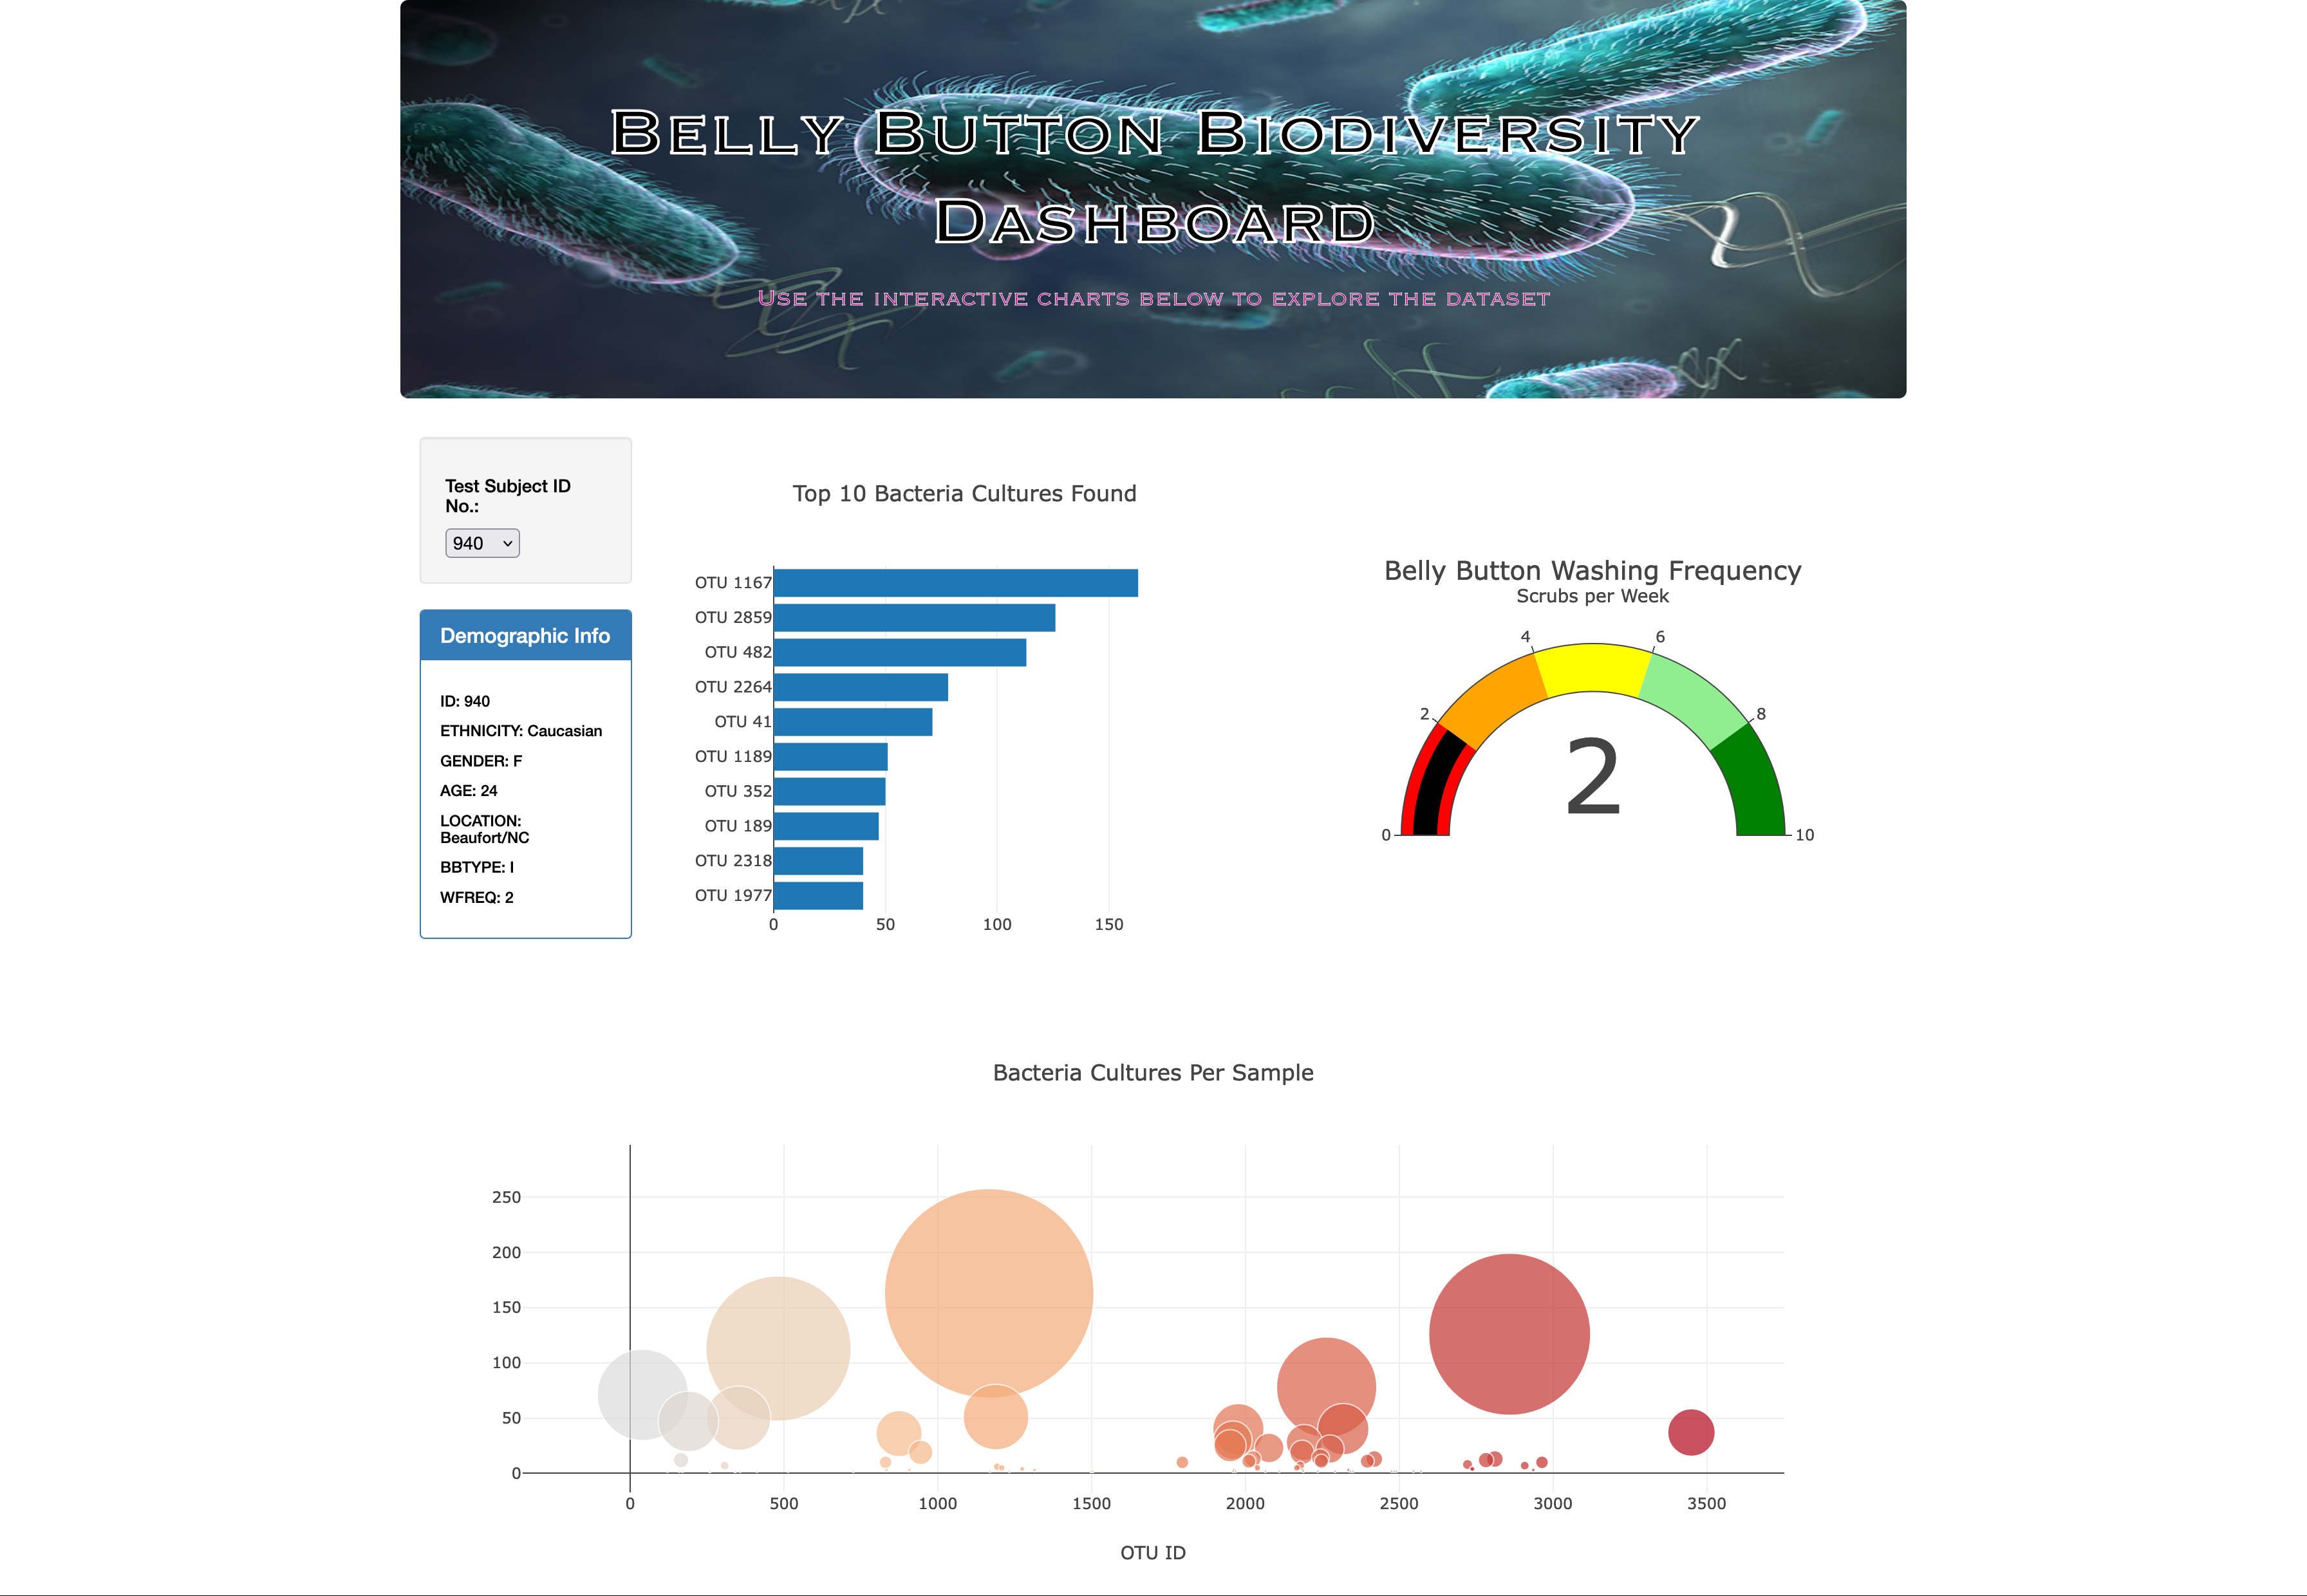 Belly Button Biodiversity
Dashboard
Use the interactive charts below to explore the dataset
Test Subject ID
No.:
940
Demographic Info
ID: 940
ETHNICITY: Caucasian
GENDER: F
AGE: 24
LOCATION:
Beaufort/NC
BBTYPE: I
WFREQ: 2
Top 10 Bacteria Cultures Found
OTU 1167
OTU 2859
OTU 482
OTU 2264
OTU 41
OTU 1189
OTU 352
OTU 189
OTU 2318
OTU 1977
0 50 100 150
Belly Button Washing Frequency
Scrubs per Week
0 2 4 6 8 10
2
Bacteria Cultures Per Sample
250
200
150
100
50
0
0 500 1000 1500 2000 2500 3000 3500
OTU ID